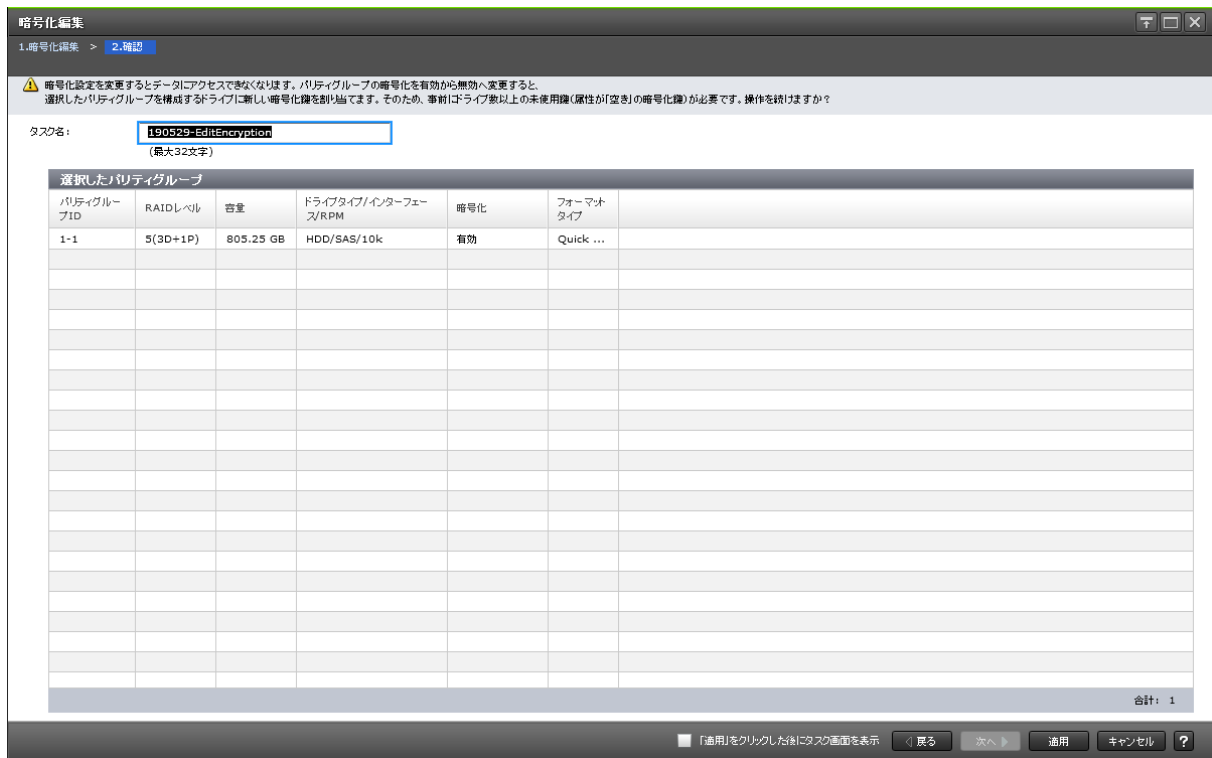 暗号化編集
1.暗号化編集 > 2.確認
暗号化設定を変更するとデータにアクセスできなくなります。パリティグループの暗号化を有効から無効へ変更すると、
選択したパリティグループを構成するドライブに新しい暗号化鍵を割り当てます。そのため、事前にドライブ数以上の未使用鍵(属性が「空き」の暗号化鍵)が必要です。操作を続けますか?
タスク名: 190529-EditEncryption
(最大32文字)
選択したパリティグループ
パリティグルー RAIDレベル 容量 ドライブタイプ/インターフェー 暗号化 フォーマット
プID ス/RPM タイプ
1-1 5(3D+1P) 805.25 GB HDD/SAS/10k 有効 Quick ...
合計: 1
「適用」をクリックした後にタスク画面を表示 戻る 次へ 適用 キャンセル ?